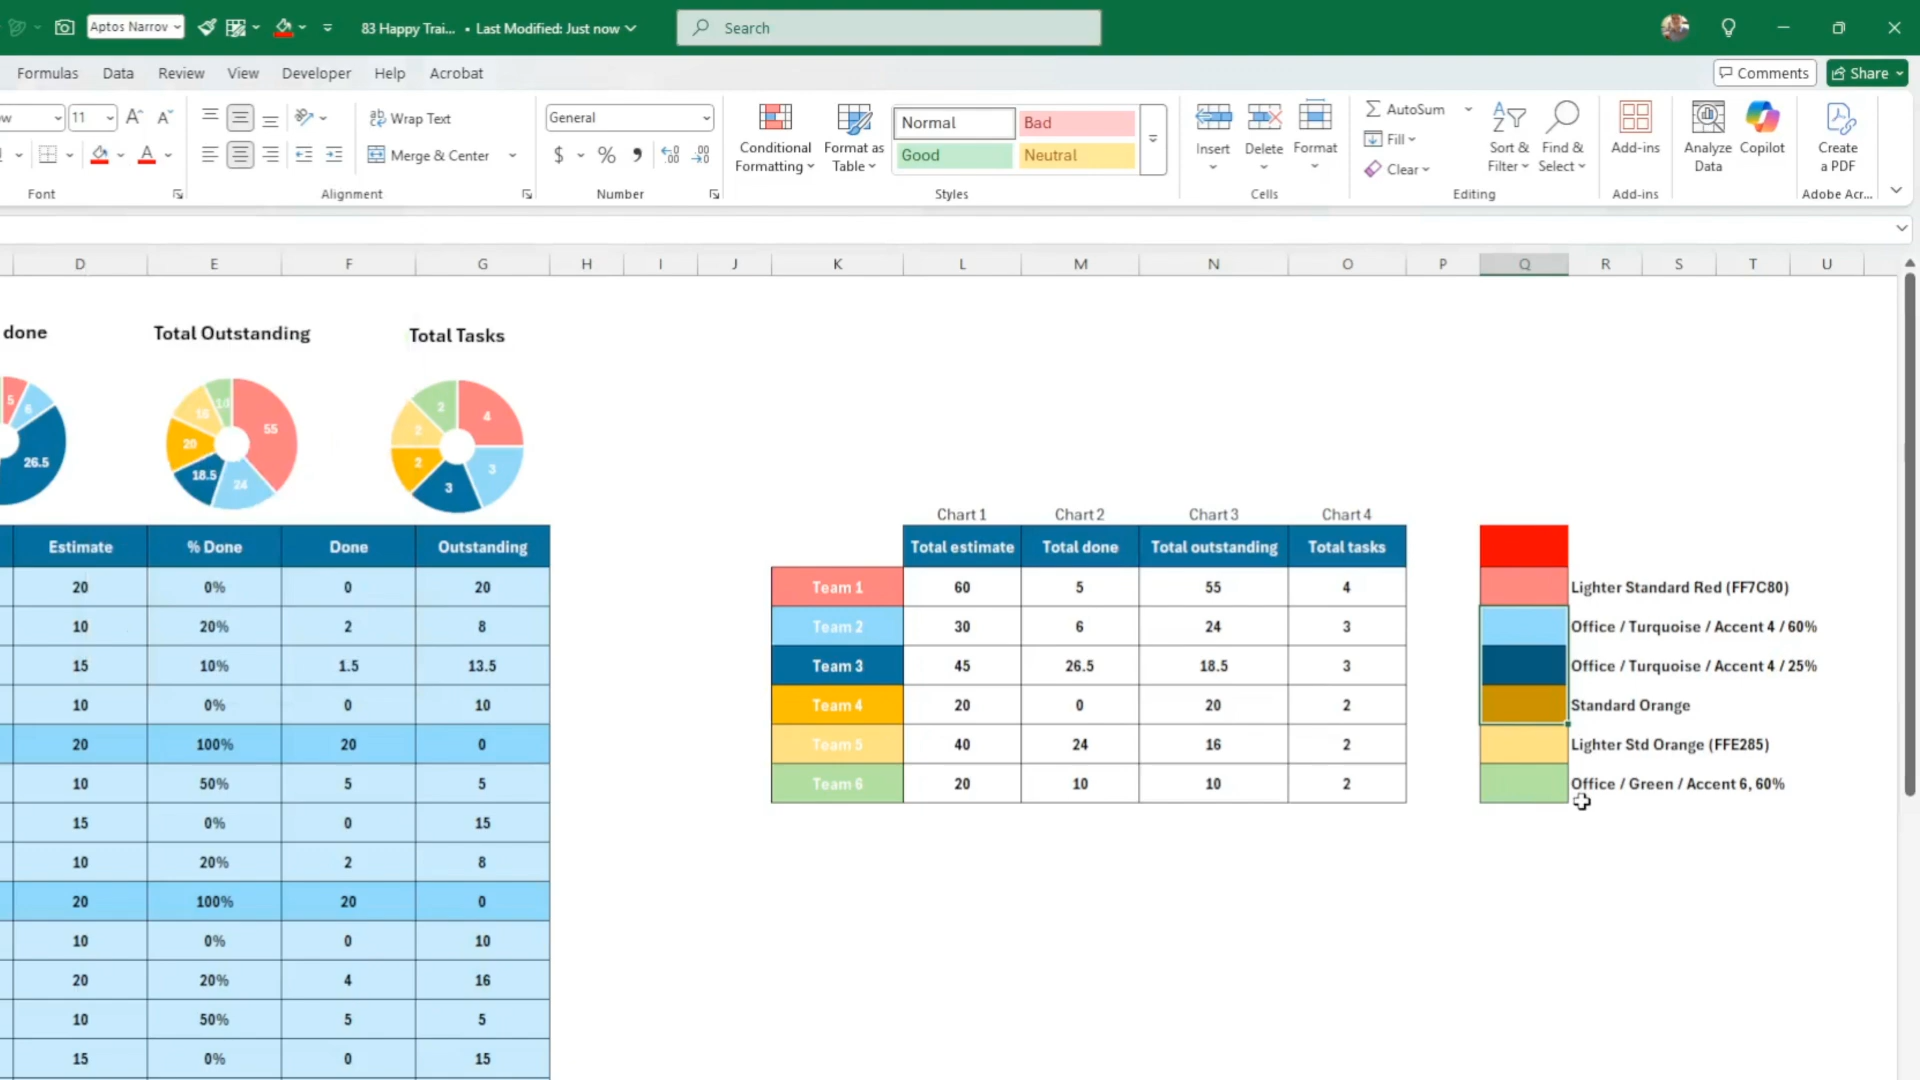 Aptos Narrov
83 Happy Trai... • Last Modified: Just now
Search
Formulas Data Review View Developer Help Acrobat
Comments Share
11
Wrap Text
General
Merge & Center
$ % 9
Conditional Formatting
Format as Table
Normal Bad
Good Neutral
Insert Delete Format
AutoSum
Fill
Clear
Sort & Filter
Find & Select
Add-ins
Analyze Data
Copilot
Create a PDF
Font Alignment Number Styles Cells Editing Add-ins Adobe Acr...
D E F G H I J K L M N O P Q R S T U
done Total Outstanding Total Tasks
5 6 26.5
55 24 18.5 20 16 10
4 3 3 2 2 2
Chart 1 Chart 2 Chart 3 Chart 4
Estimate % Done Done Outstanding
20 0% 0 20
10 20% 2 8
15 10% 1.5 13.5
10 0% 0 10
20 100% 20 0
10 50% 5 5
15 0% 0 15
10 20% 2 8
20 100% 20 0
10 0% 0 10
20 20% 4 16
10 50% 5 5
15 0% 0 15
Total estimate Total done Total outstanding Total tasks
Team 1 60 5 55 4
Team 2 30 6 24 3
Team 3 45 26.5 18.5 3
Team 4 20 0 20 2
Team 5 40 24 16 2
Team 6 20 10 10 2
Lighter Standard Red (FF7C80)
Office / Turquoise / Accent 4 / 60%
Office / Turquoise / Accent 4 / 25%
Standard Orange
Lighter Std Orange (FFE285)
Office / Green / Accent 6, 60%